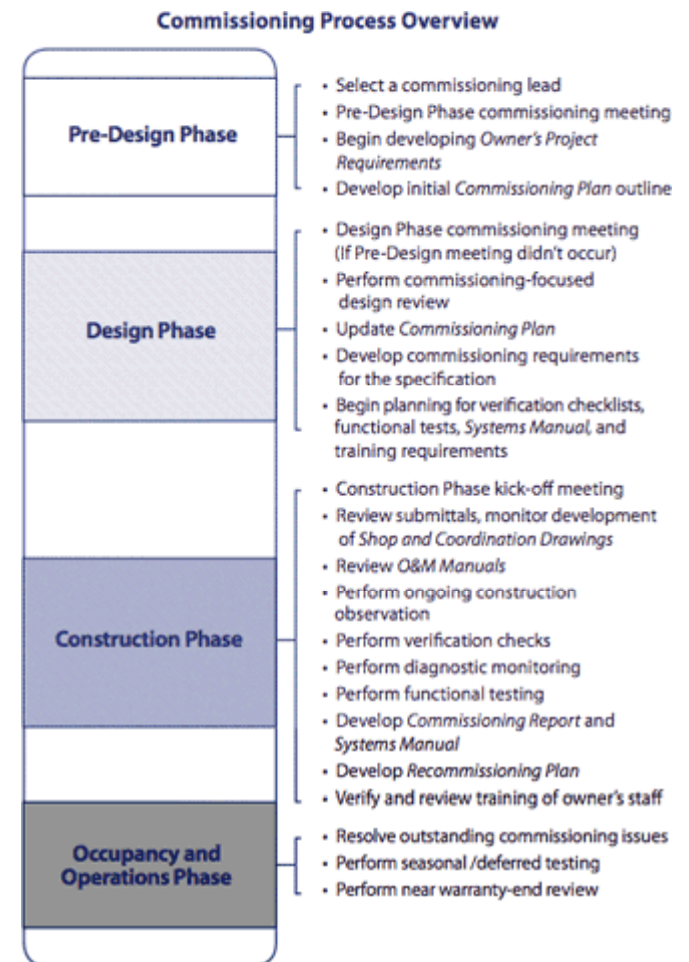 Commissioning Process Overview
Pre-Design Phase
• Select a commissioning lead
• Pre-Design Phase commissioning meeting
• Begin developing Owner's Project
Requirements
• Develop initial Commissioning Plan outline
Design Phase
• Design Phase commissioning meeting
(If Pre-Design meeting didn't occur)
• Perform commissioning-focused
design review
• Update Commissioning Plan
• Develop commissioning requirements
for the specification
• Begin planning for verification checklists,
functional tests, Systems Manual, and
training requirements
Construction Phase
• Construction Phase kick-off meeting
• Review submittals, monitor development
of Shop and Coordination Drawings
• Review O&M Manuals
• Perform ongoing construction
observation
• Perform verification checks
• Perform diagnostic monitoring
• Perform functional testing
• Develop Commissioning Report and
Systems Manual
• Develop Recommissioning Plan
• Verify and review training of owner's staff
Occupancy and
Operations Phase
• Resolve outstanding commissioning issues
• Perform seasonal/deferred testing
• Perform near warranty-end review